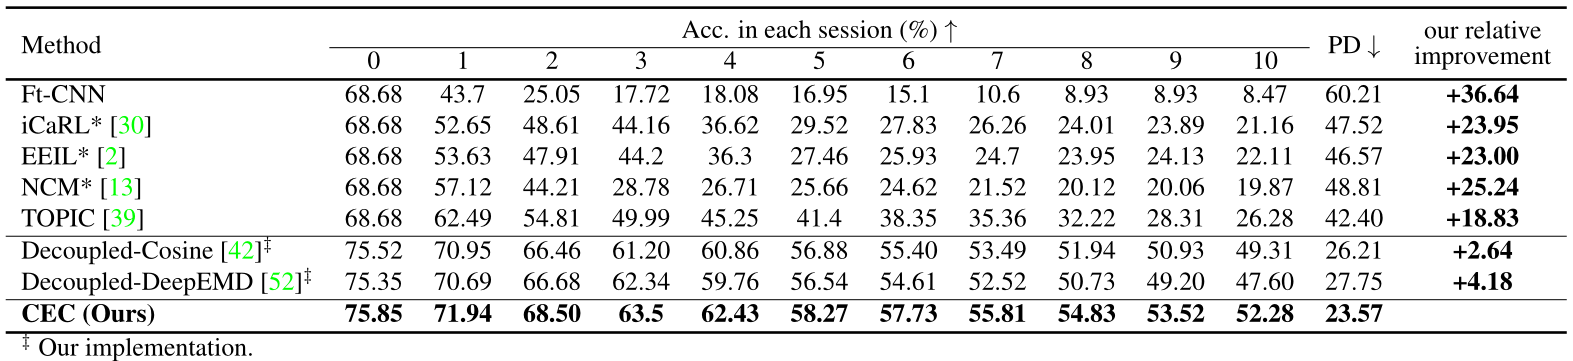 Method Acc. in each session (%) ↑ PD ↓ our relative improvement
0 1 2 3 4 5 6 7 8 9 10
Ft-CNN 68.68 43.7 25.05 17.72 18.08 16.95 15.1 10.6 8.93 8.93 8.47 60.21 +36.64
iCaRL* [30] 68.68 52.65 48.61 44.16 36.62 29.52 27.83 26.26 24.01 23.89 21.16 47.52 +23.95
EEIL* [2] 68.68 53.63 47.91 44.2 36.3 27.46 25.93 24.7 23.95 24.13 22.11 46.57 +23.00
NCM* [13] 68.68 57.12 44.21 28.78 26.71 25.66 24.62 21.52 20.12 20.06 19.87 48.81 +25.24
TOPIC [39] 68.68 62.49 54.81 49.99 45.25 41.4 38.35 35.36 32.22 28.31 26.28 42.40 +18.83
Decoupled-Cosine [42]‡ 75.52 70.95 66.46 61.20 60.86 56.88 55.40 53.49 51.94 50.93 49.31 26.21 +2.64
Decoupled-DeepEMD [52]‡ 75.35 70.69 66.68 62.34 59.76 56.54 54.61 52.52 50.73 49.20 47.60 27.75 +4.18
CEC (Ours) 75.85 71.94 68.50 63.5 62.43 58.27 57.73 55.81 54.83 53.52 52.28 23.57
‡ Our implementation.